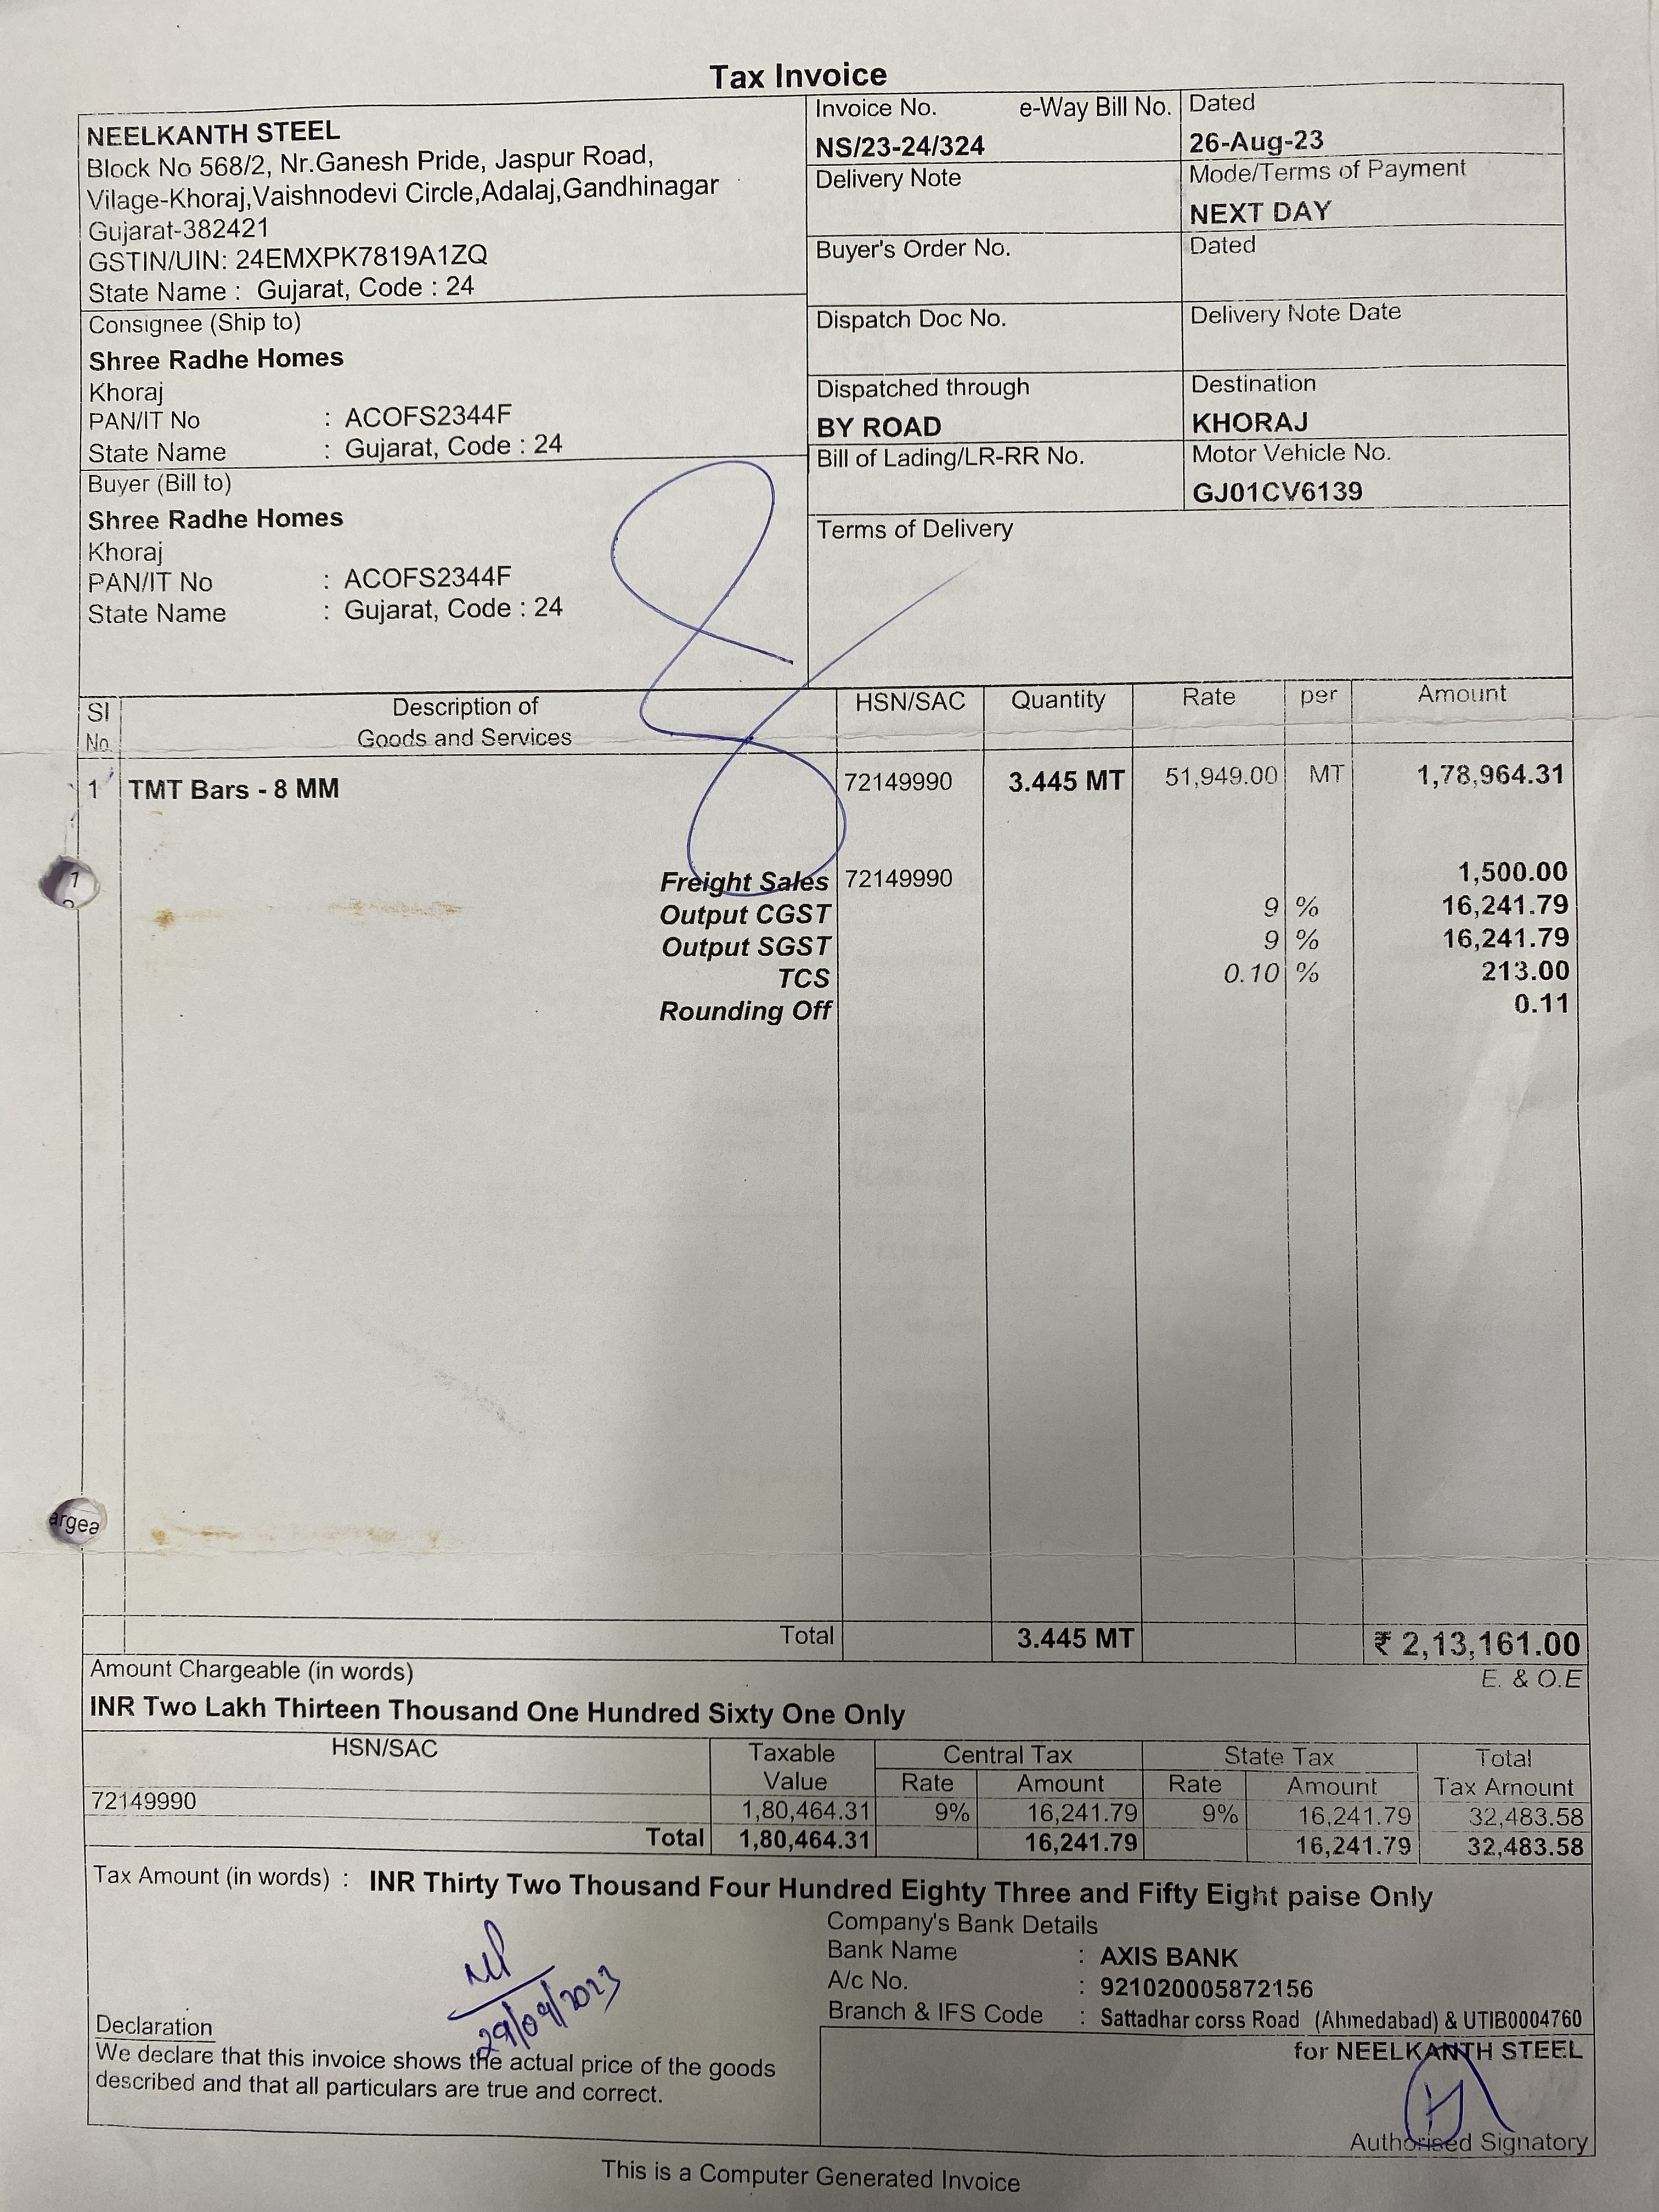 Tax Invoice
NEELKANTH STEEL
Block No 568/2, Nr.Ganesh Pride, Jaspur Road,
Vilage-Khoraj,Vaishnodevi Circle,Adalaj,Gandhinagar
Gujarat-382421
GSTIN/UIN: 24EMXPK7819A1ZQ
State Name : Gujarat, Code : 24
Invoice No. e-Way Bill No.
NS/23-24/324
Dated
26-Aug-23
Delivery Note
Mode/Terms of Payment
NEXT DAY
Buyer's Order No.
Dated
Dispatch Doc No.
Delivery Note Date
Dispatched through
BY ROAD
Destination
KHORAJ
Bill of Lading/LR-RR No.
Motor Vehicle No.
GJ01CV6139
Terms of Delivery
Consignee (Ship to)
Shree Radhe Homes
Khoraj
PAN/IT No : ACOFS2344F
State Name : Gujarat, Code : 24
Buyer (Bill to)
Shree Radhe Homes
Khoraj
PAN/IT No : ACOFS2344F
State Name : Gujarat, Code : 24
SI No. Description of Goods and Services HSN/SAC Quantity Rate per Amount
1 TMT Bars - 8 MM 72149990 3.445 MT 51,949.00 MT 1,78,964.31
Freight Sales 72149990 1,500.00
Output CGST 9 % 16,241.79
Output SGST 9 % 16,241.79
TCS 0.10 % 213.00
Rounding Off 0.11
1
argea
Total 3.445 MT ₹ 2,13,161.00
Amount Chargeable (in words) E. & O.E
INR Two Lakh Thirteen Thousand One Hundred Sixty One Only
HSN/SAC Taxable Value Central Tax State Tax Total Tax Amount
Rate Amount Rate Amount
72149990 1,80,464.31 9% 16,241.79 9% 16,241.79 32,483.58
Total 1,80,464.31 16,241.79 16,241.79 32,483.58
Tax Amount (in words) : INR Thirty Two Thousand Four Hundred Eighty Three and Fifty Eight paise Only
Company's Bank Details
Bank Name : AXIS BANK
A/c No. : 921020005872156
Branch & IFS Code : Sattadhar corss Road (Ahmedabad) & UTIB0004760
29/09/2023
Declaration
We declare that this invoice shows the actual price of the goods
described and that all particulars are true and correct.
for NEELKANTH STEEL
Authorised Signatory
This is a Computer Generated Invoice